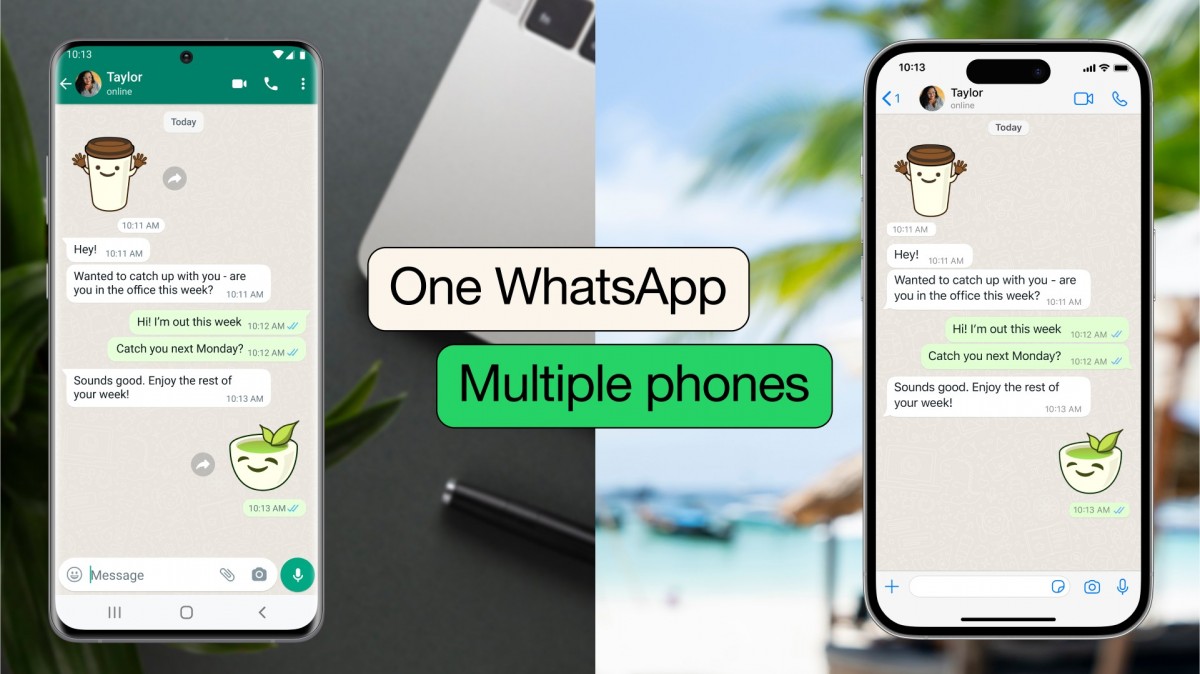 10:13
Taylor
online
Today
10:11 AM
Hey! 10:11 AM
Wanted to catch up with you - are
you in the office this week? 10:11 AM
Hi! I'm out this week 10:12 AM
Catch you next Monday? 10:12 AM
Sounds good. Enjoy the rest of
your week! 10:13 AM
10:13 AM
Message
One WhatsApp
Multiple phones
10:13
1
Taylor
online
Today
10:11 AM
Hey! 10:11 AM
Wanted to catch up with you - are
you in the office this week? 10:11 AM
Hi! I'm out this week 10:12 AM
Catch you next Monday? 10:12 AM
Sounds good. Enjoy the rest of
your week! 10:13 AM
10:13 AM